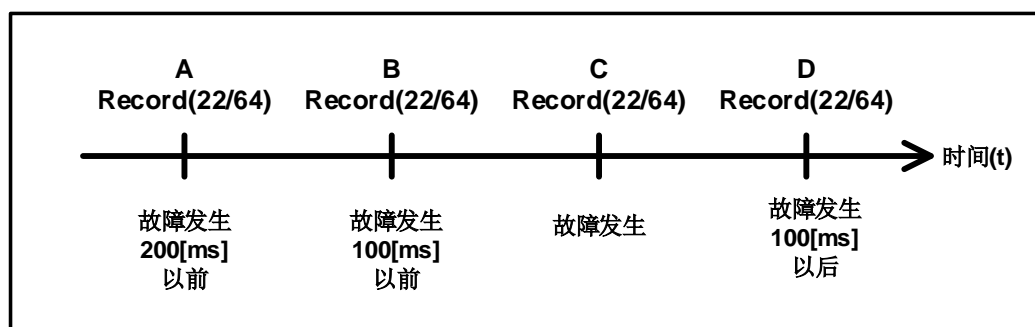 A
Record(22/64)
B
Record(22/64)
C
Record(22/64)
D
Record(22/64)
时间(t)
故障发生
200[ms]
以前
故障发生
100[ms]
以前
故障发生
故障发生
100[ms]
以后